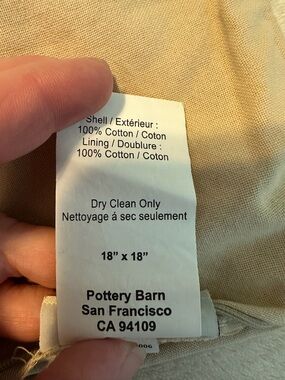 Shell / Extérieur :
100% Cotton / Coton
Lining / Doublure :
100% Cotton / Coton
Dry Clean Only
Nettoyage á sec seulement
18" x 18"
Pottery Barn
San Francisco
CA 94109